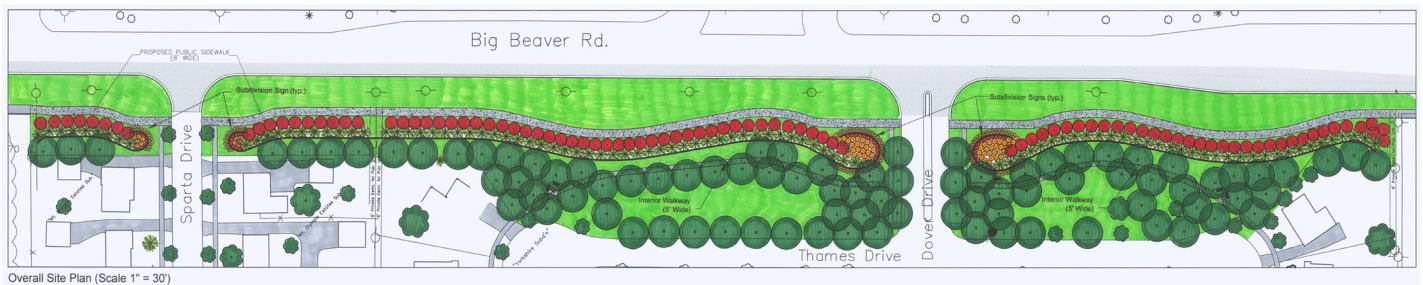 Big Beaver Rd.
PROPOSED PUBLIC SIDEWALK
(8' WIDE)
Subdivision Sign (typ.)
Subdivision Signs (typ.)
Sparta Drive
Interior Walkway
(5' Wide)
Interior Walkway
(5' Wide)
Dover Drive
Thames Drive
Overall Site Plan (Scale 1" = 30')